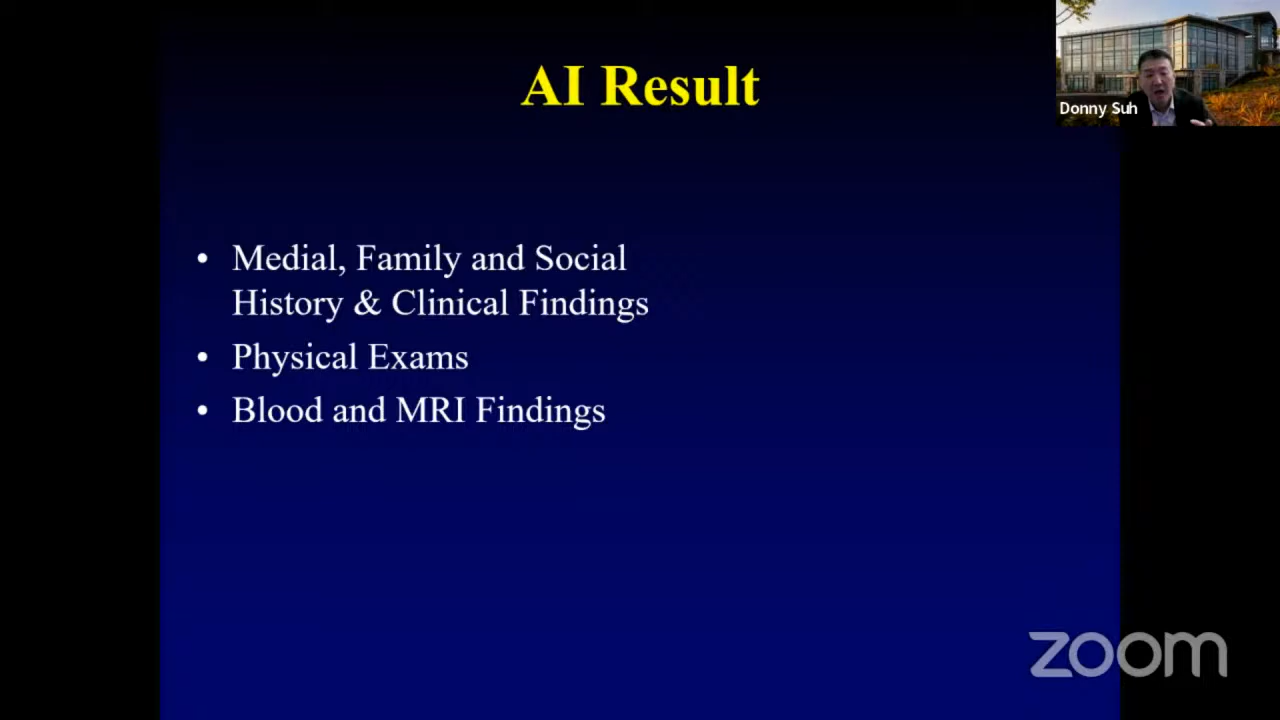 AI Result
Donny Suh
• Medial, Family and Social
History & Clinical Findings
• Physical Exams
• Blood and MRI Findings
zoom